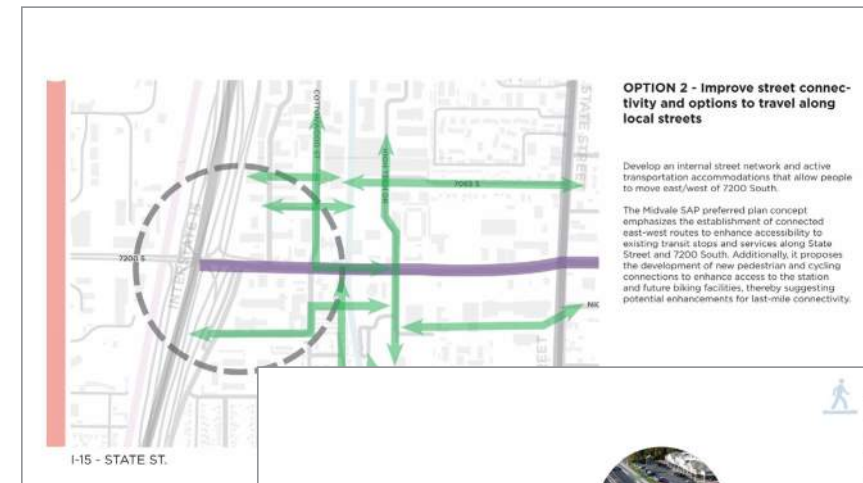 OPTION 2 - Improve street connec-
tivity and options to travel along
local streets
Develop an internal street network and active
transportation accommodations that allow people
to move east/west of 7200 South.
The Midvale SAP preferred plan concept
emphasizes the establishment of connected
east-west routes to enhance accessibility to
existing transit stops and services along State
Street and 7200 South. Additionally, it proposes
the development of new pedestrian and cycling
connections to enhance access to the station
and future biking facilities, thereby suggesting
potential enhancements for last-mile connectivity.
STATE STREET
7200 S
INTERSTATE 15
I-15 - STATE ST.